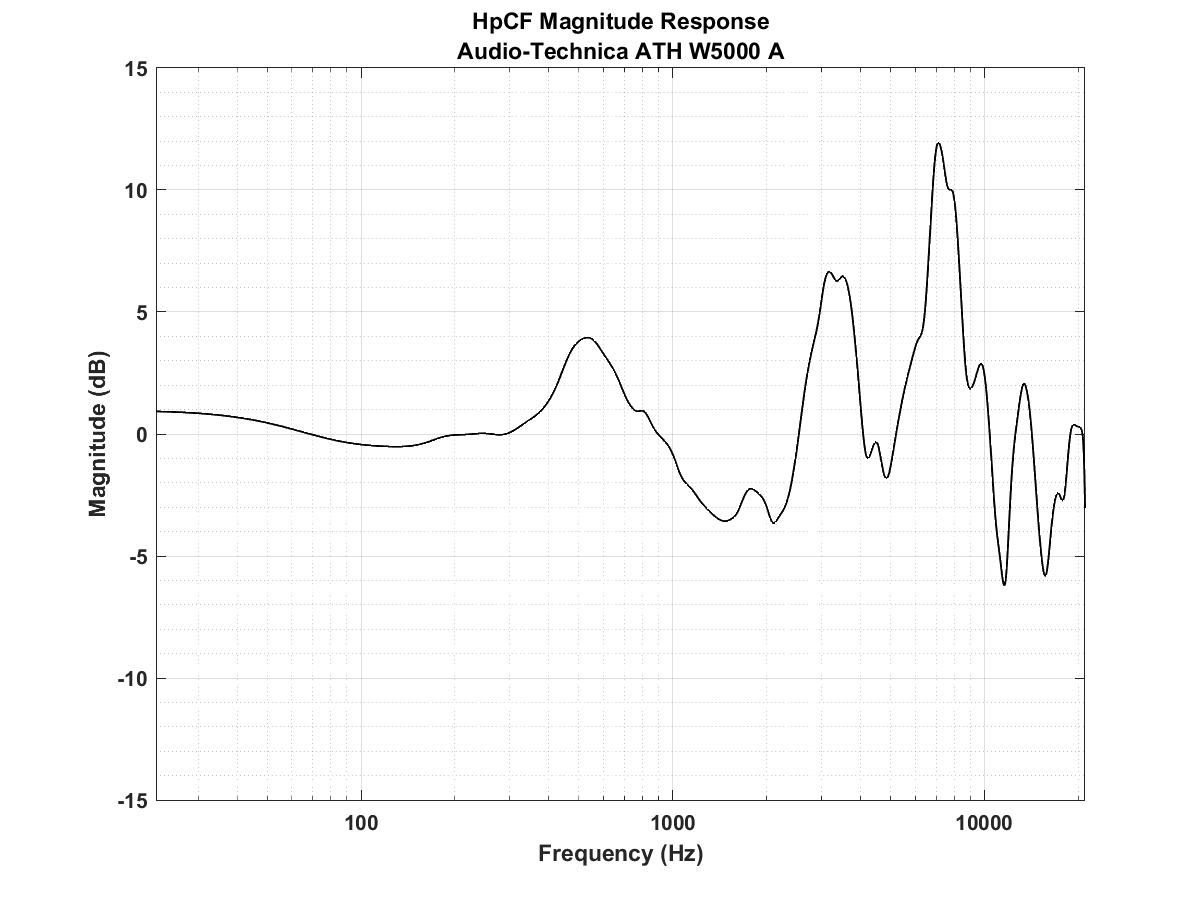 HpCF Magnitude Response
Audio-Technica ATH W5000 A
15
10
5
0
-5
-10
-15
Magnitude (dB)
100
1000
10000
Frequency (Hz)